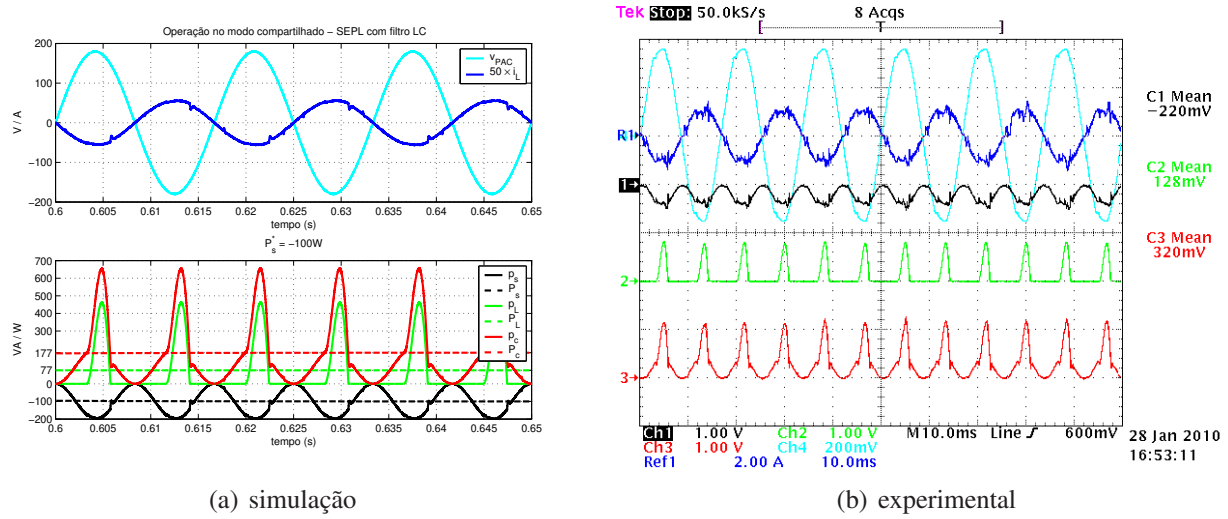 Operação no modo compartilhado – SEPL com filtro LC
200
100
0
−100
−200
V / A
v_PAC
50 × i_L
0.6 0.605 0.61 0.615 0.62 0.625 0.63 0.635 0.64 0.645 0.65
tempo (s)
P_s^* = −100W
700
600
500
400
300
177
77
0
−100
−200
VA / W
p_s
P_s
p_L
P_L
p_c
P_c
0.6 0.605 0.61 0.615 0.62 0.625 0.63 0.635 0.64 0.645 0.65
tempo (s)
(a) simulação
Tek Stop: 50.0kS/s 8 Acqs
R1
1
2
3
C1 Mean
−220mV
C2 Mean
128mV
C3 Mean
320mV
Ch1 1.00 V Ch2 1.00 V M10.0ms Line 600mV
Ch3 1.00 V Ch4 200mV
Ref1 2.00 A 10.0ms
28 Jan 2010
16:53:11
(b) experimental